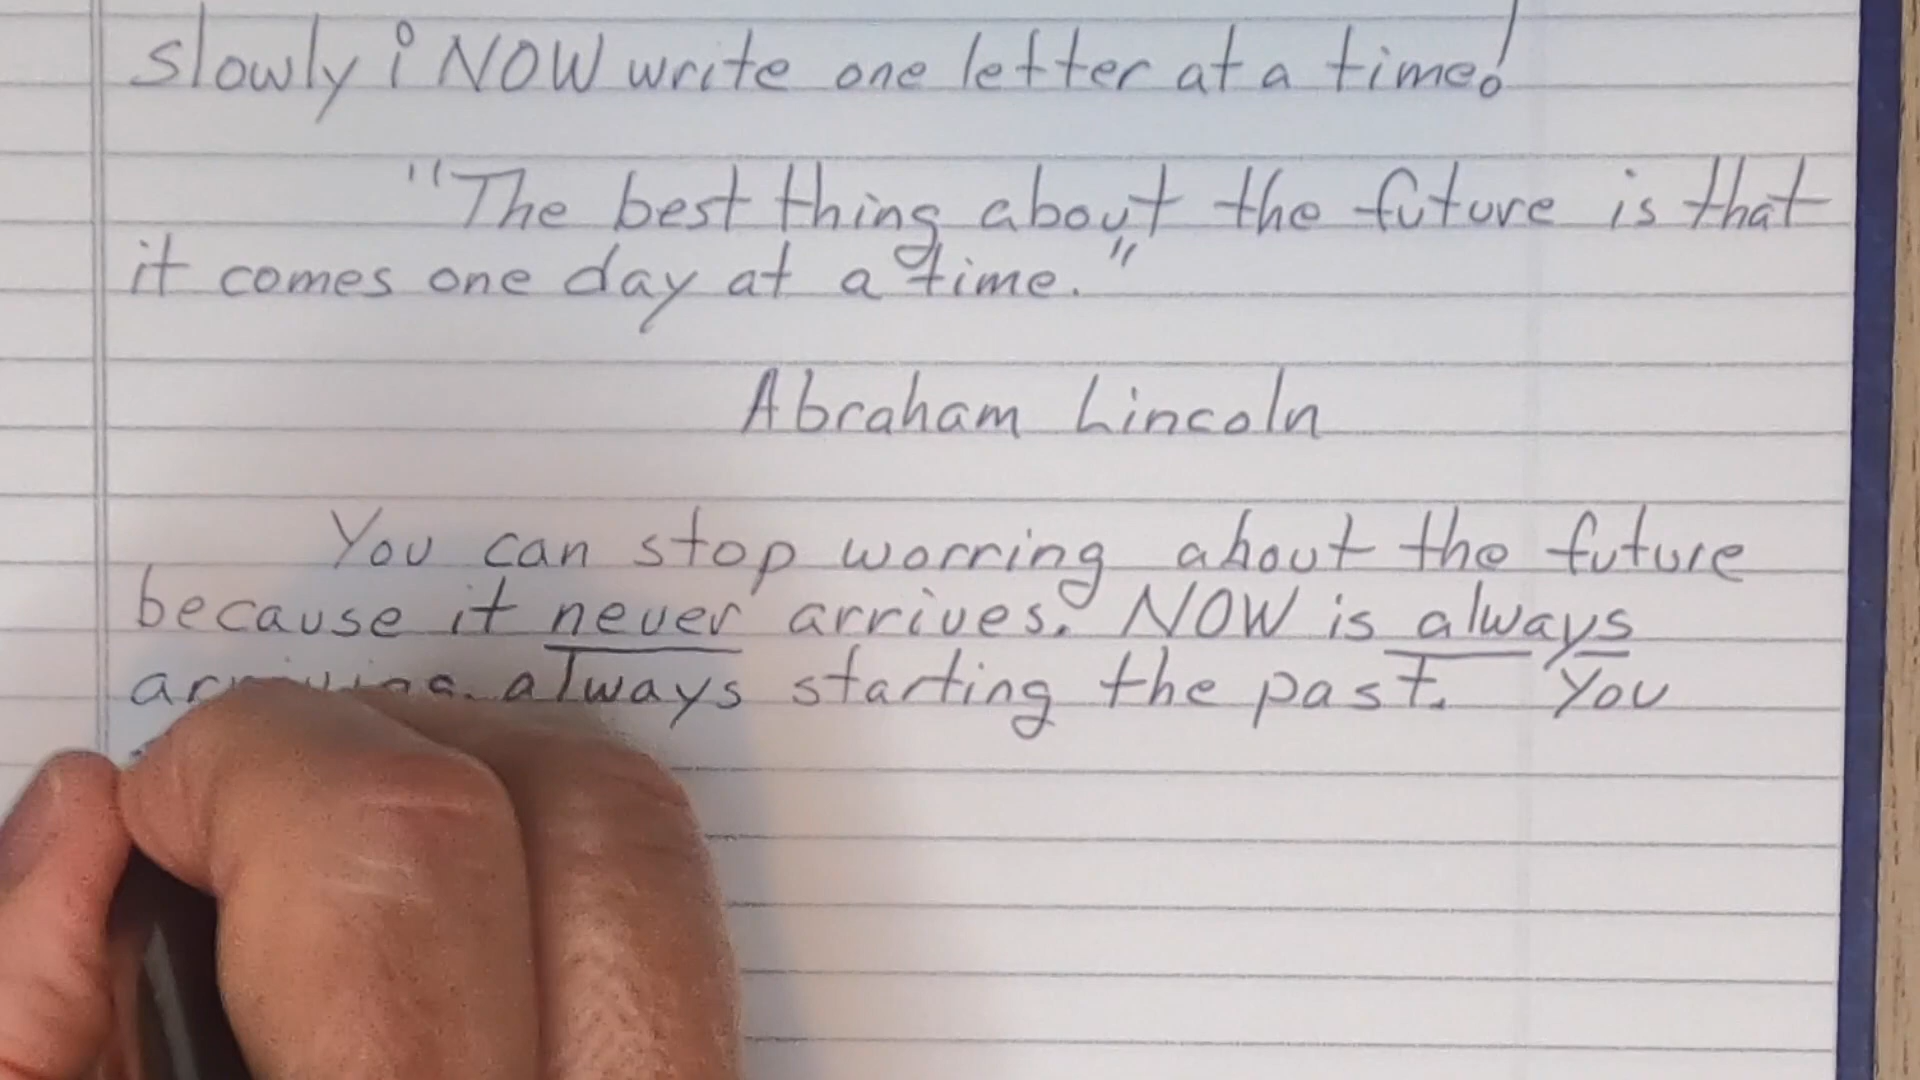 slowly i NOW write one letter at a time!
"The best thing about the future is that
it comes one day at a time."
Abraham Lincoln
You can stop worring about the future
because it never arrives. NOW is always
always starting the past. You